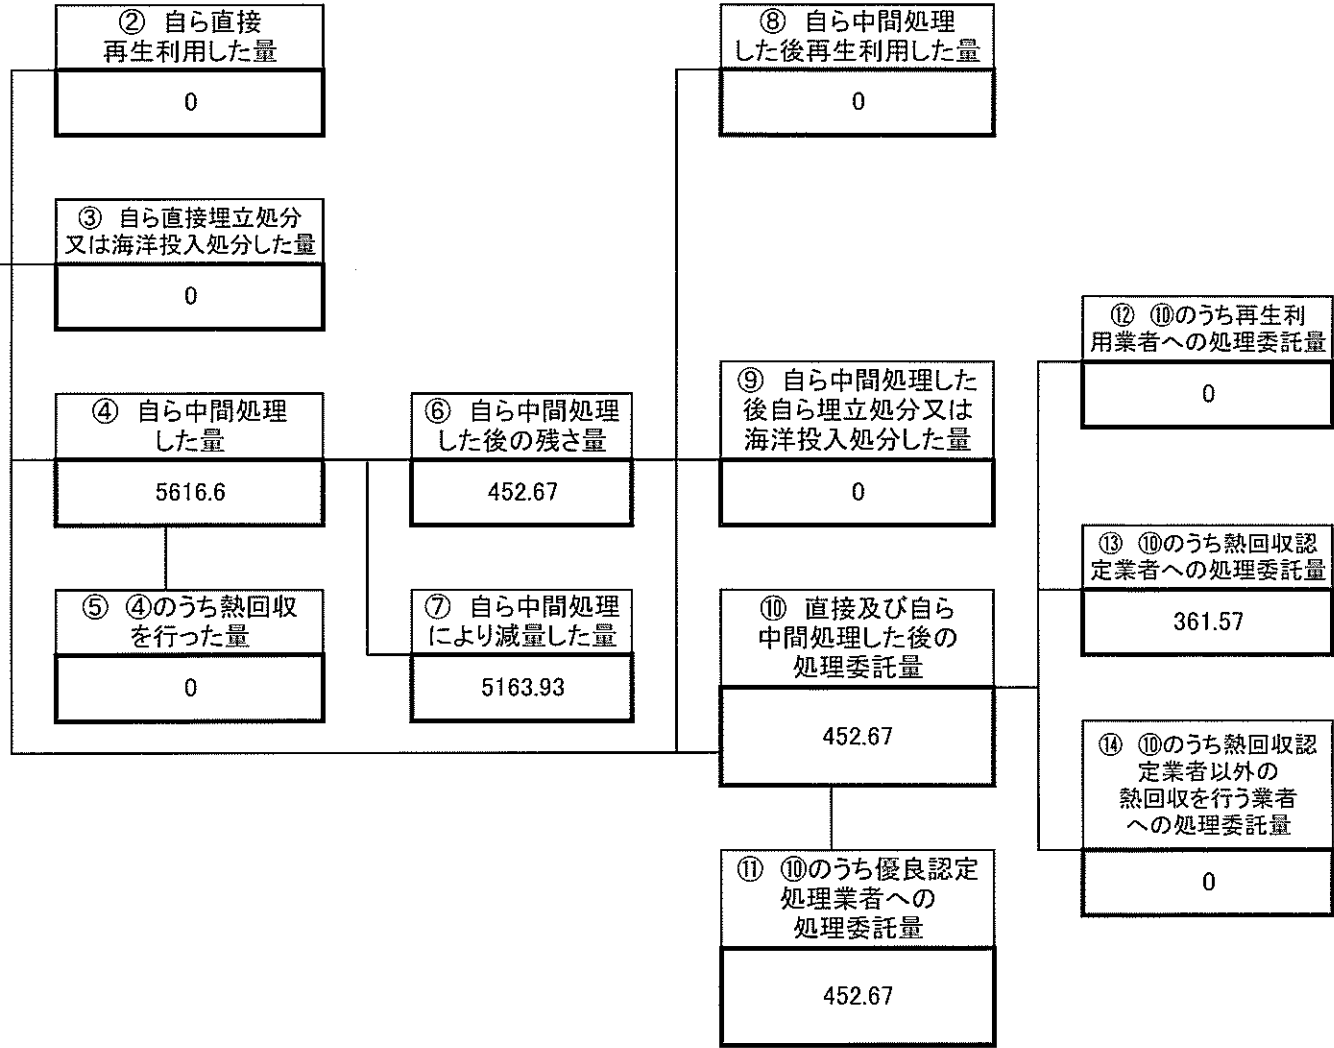 ② 自ら直接
再生利用した量
0
③ 自ら直接埋立処分
又は海洋投入処分した量
0
④ 自ら中間処理
した量
5616.6
⑤ ④のうち熱回収
を行った量
0
⑥ 自ら中間処理
した後の残さ量
452.67
⑦ 自ら中間処理
により減量した量
5163.93
⑧ 自ら中間処理
した後再生利用した量
0
⑨ 自ら中間処理した
後自ら埋立処分又は
海洋投入処分した量
0
⑩ 直接及び自ら
中間処理した後の
処理委託量
452.67
⑪ ⑩のうち優良認定
処理業者への
処理委託量
452.67
⑫ ⑩のうち再生利
用業者への処理委託量
0
⑬ ⑩のうち熱回収認
定業者への処理委託量
361.57
⑭ ⑩のうち熱回収認
定業者以外の
熱回収を行う業者
への処理委託量
0